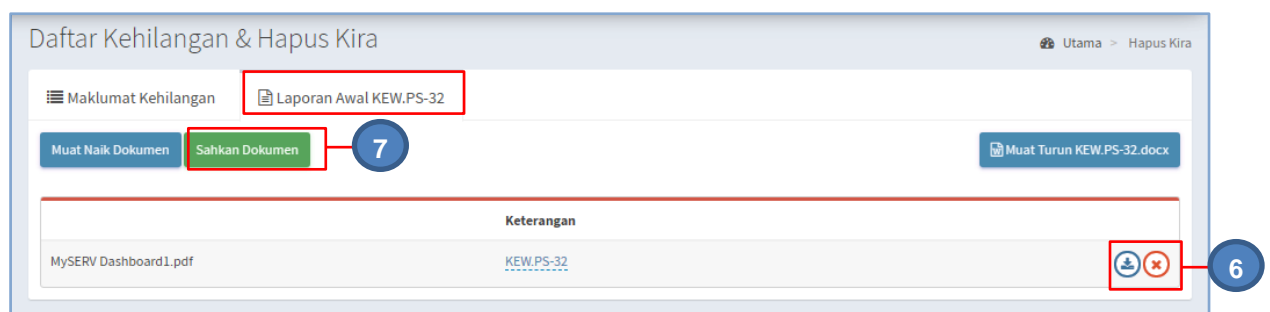 Daftar Kehilangan & Hapus Kira
Utama > Hapus Kira
Maklumat Kehilangan
Laporan Awal KEW.PS-32
Muat Naik Dokumen
Sahkan Dokumen
7
Muat Turun KEW.PS-32.docx
Keterangan
MySERV Dashboard1.pdf
KEW.PS-32
6